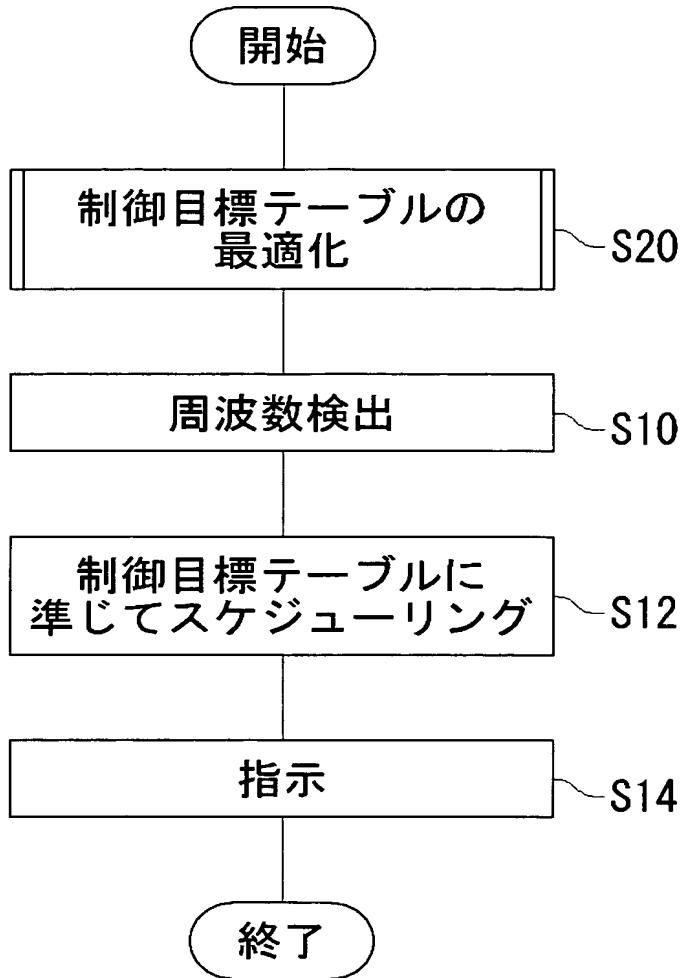 開始
制御目標テーブルの
最適化
S20
周波数検出
S10
制御目標テーブルに
準じてスケジューリング
S12
指示
S14
終了